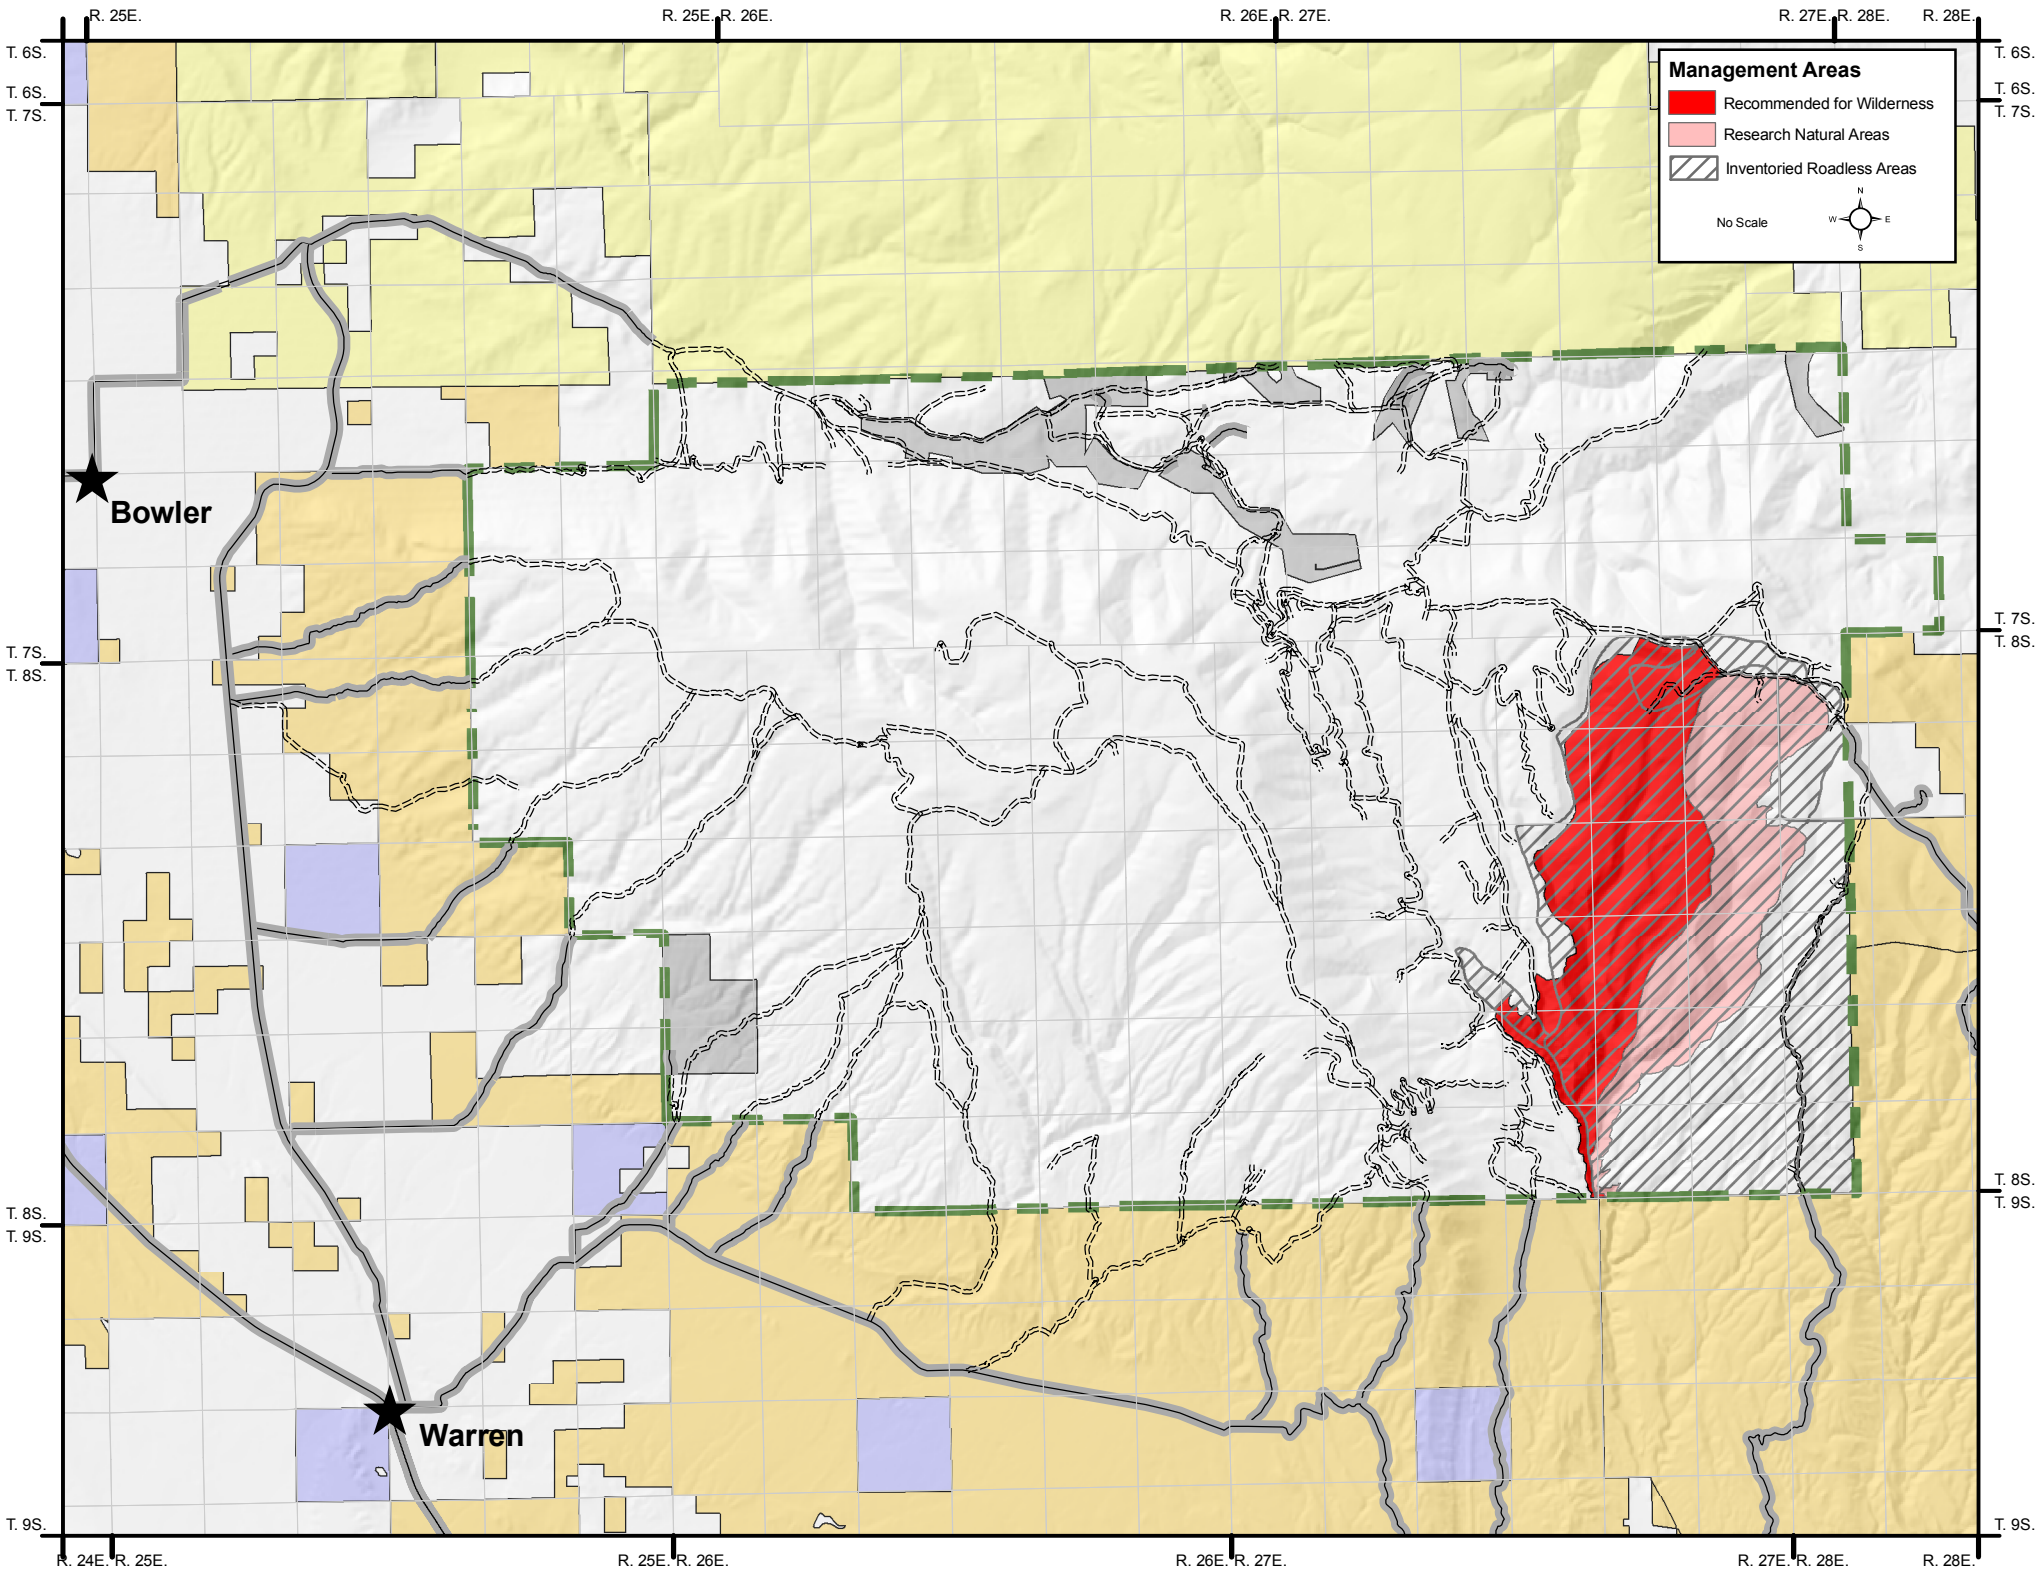 R. 25E.
R. 25E. R. 26E.
R. 26E. R. 27E.
R. 27E. R. 28E.
R. 28E.
T. 6S.
T. 6S.
T. 6S.
T. 7S.
T. 6S.
T. 7S.
Management Areas
Recommended for Wilderness
Research Natural Areas
Inventoried Roadless Areas
No Scale
N
W
E
S
Bowler
T. 7S.
T. 8S.
T. 7S.
T. 8S.
T. 8S.
T. 9S.
T. 8S.
T. 9S.
Warren
T. 9S.
T. 9S.
R. 24E. R. 25E.
R. 25E. R. 26E.
R. 26E. R. 27E.
R. 27E. R. 28E.
R. 28E.